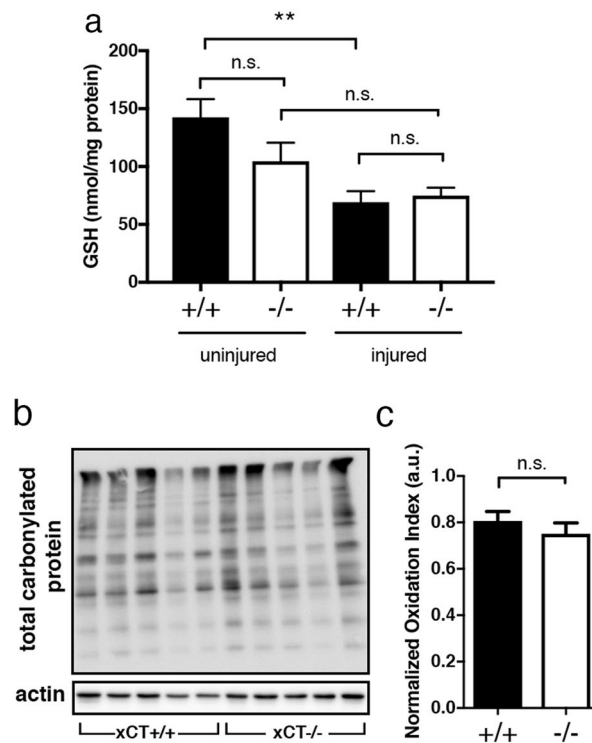 a
**
200
n.s.
n.s.
150
n.s.
100
50
0
GSH (nmol/mg protein)
+/+ -/- +/+ -/-
uninjured injured
b
total carbonylated
protein
actin
xCT+/+ xCT-/-
c
n.s.
1.0
0.8
0.6
0.4
0.2
0.0
Normalized Oxidation Index (a.u.)
+/+ -/-